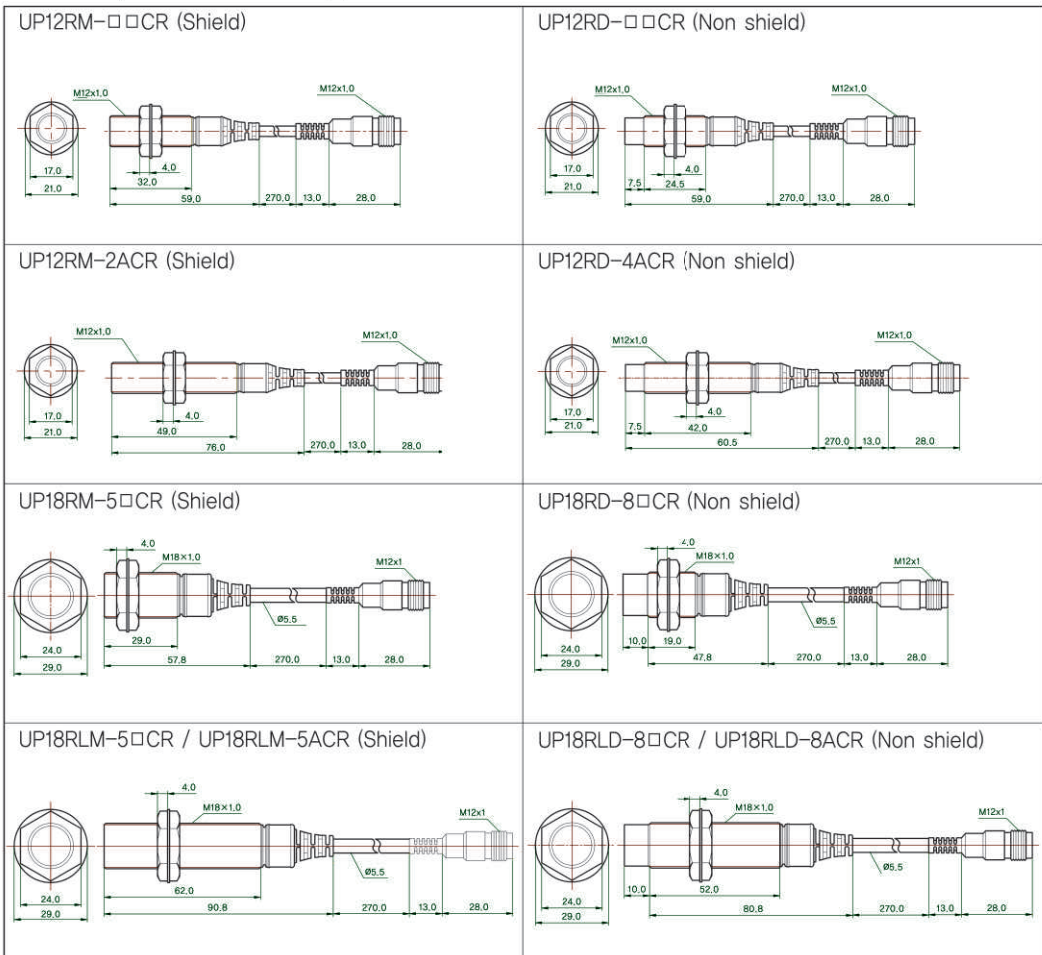 UP12RM-□□CR (Shield)
M12x1.0
M12x1.0
17.0
21.0
4.0
32.0
59.0
270.0
13.0
28.0
UP12RD-□□CR (Non shield)
M12x1.0
M12x1.0
17.0
21.0
4.0
7.5
24.5
59.0
270.0
13.0
28.0
UP12RM-2ACR (Shield)
M12x1.0
M12x1.0
17.0
21.0
4.0
49.0
76.0
270.0
13.0
28.0
UP12RD-4ACR (Non shield)
M12x1.0
M12x1.0
17.0
21.0
4.0
7.5
42.0
60.5
270.0
13.0
28.0
UP18RM-5□CR (Shield)
4.0
M18×1.0
M12x1
Ø5.5
24.0
29.0
29.0
57.8
270.0
13.0
28.0
UP18RD-8□CR (Non shield)
4.0
M18×1.0
M12x1
Ø5.5
24.0
29.0
10.0
19.0
47.8
270.0
13.0
28.0
UP18RLM-5□CR / UP18RLM-5ACR (Shield)
4.0
M18×1.0
M12x1
Ø5.5
24.0
29.0
62.0
90.8
270.0
13.0
28.0
UP18RLD-8□CR / UP18RLD-8ACR (Non shield)
4.0
M18×1.0
M12x1
Ø5.5
24.0
29.0
10.0
52.0
80.8
270.0
13.0
28.0